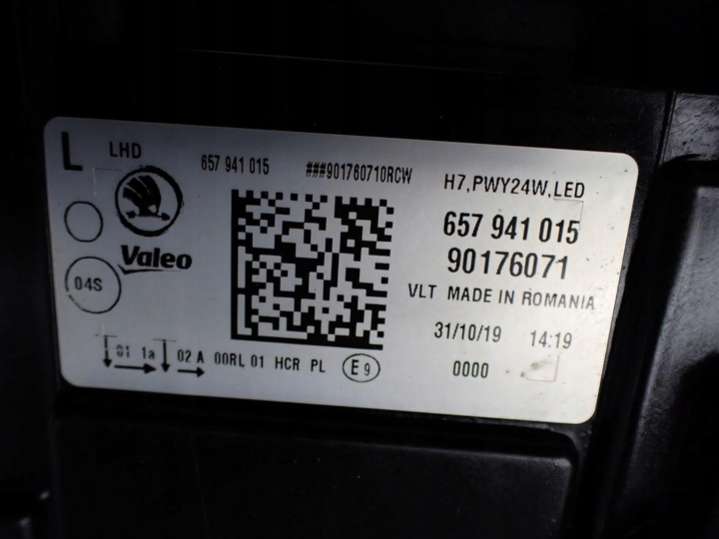 L LHD 657 941 015 ###901760710RCW H7,PWY24W,LED
657 941 015
Valeo 90176071
04S VLT MADE IN ROMANIA
31/10/19 14:19
01 1a 02 A 00RL 01 HCR PL E9 0000